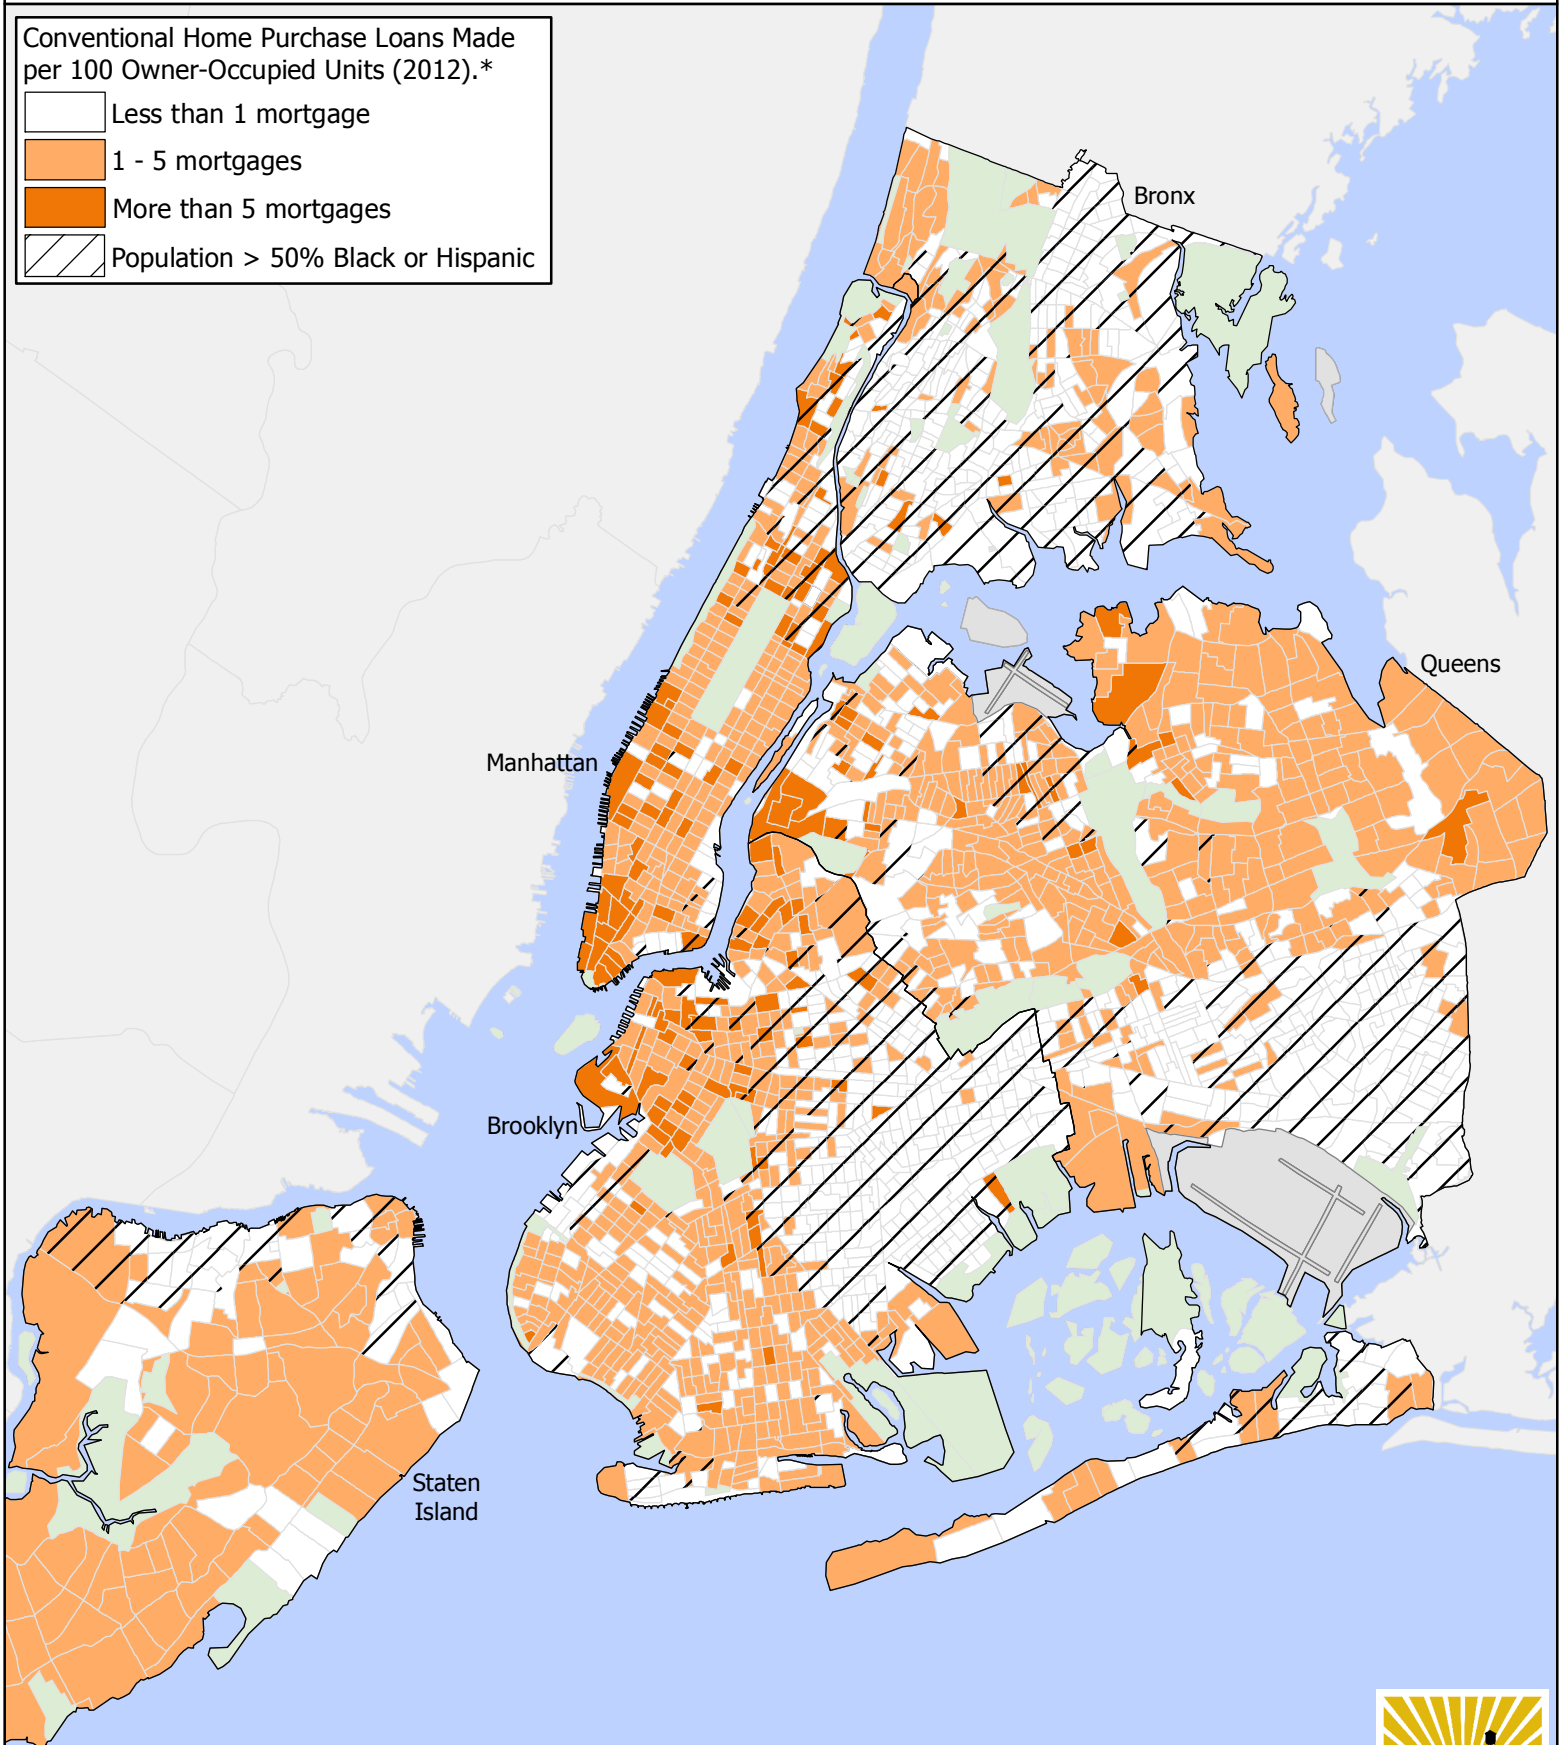 Conventional Home Purchase Loans Made
per 100 Owner-Occupied Units (2012).*
Less than 1 mortgage
1 - 5 mortgages
More than 5 mortgages
Population > 50% Black or Hispanic
Bronx
Queens
Manhattan
Brooklyn
Staten
Island